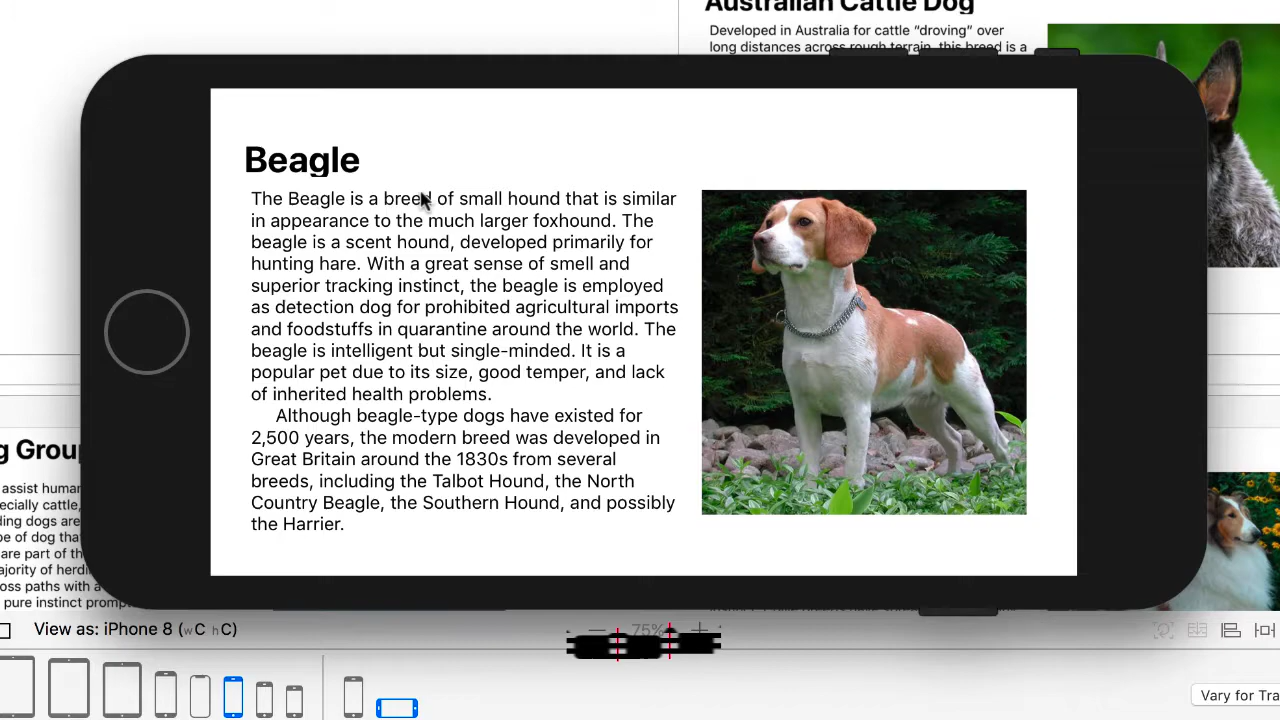 Australian Cattle Dog
Developed in Australia for cattle “droving” over
long distances across rough terrain, this breed is a
Beagle
The Beagle is a breed of small hound that is similar
in appearance to the much larger foxhound. The
beagle is a scent hound, developed primarily for
hunting hare. With a great sense of smell and
superior tracking instinct, the beagle is employed
as detection dog for prohibited agricultural imports
and foodstuffs in quarantine around the world. The
beagle is intelligent but single-minded. It is a
popular pet due to its size, good temper, and lack
of inherited health problems.
Although beagle-type dogs have existed for
2,500 years, the modern breed was developed in
Great Britain around the 1830s from several
breeds, including the Talbot Hound, the North
Country Beagle, the Southern Hound, and possibly
the Harrier.
g Group
assist human
ecially cattle,
ding dogs are
pe of dog that
are part of the
ajority of herdi
oss paths with a
pure instinct prompt
View as: iPhone 8 (wC hC)
75%
Vary for Tra